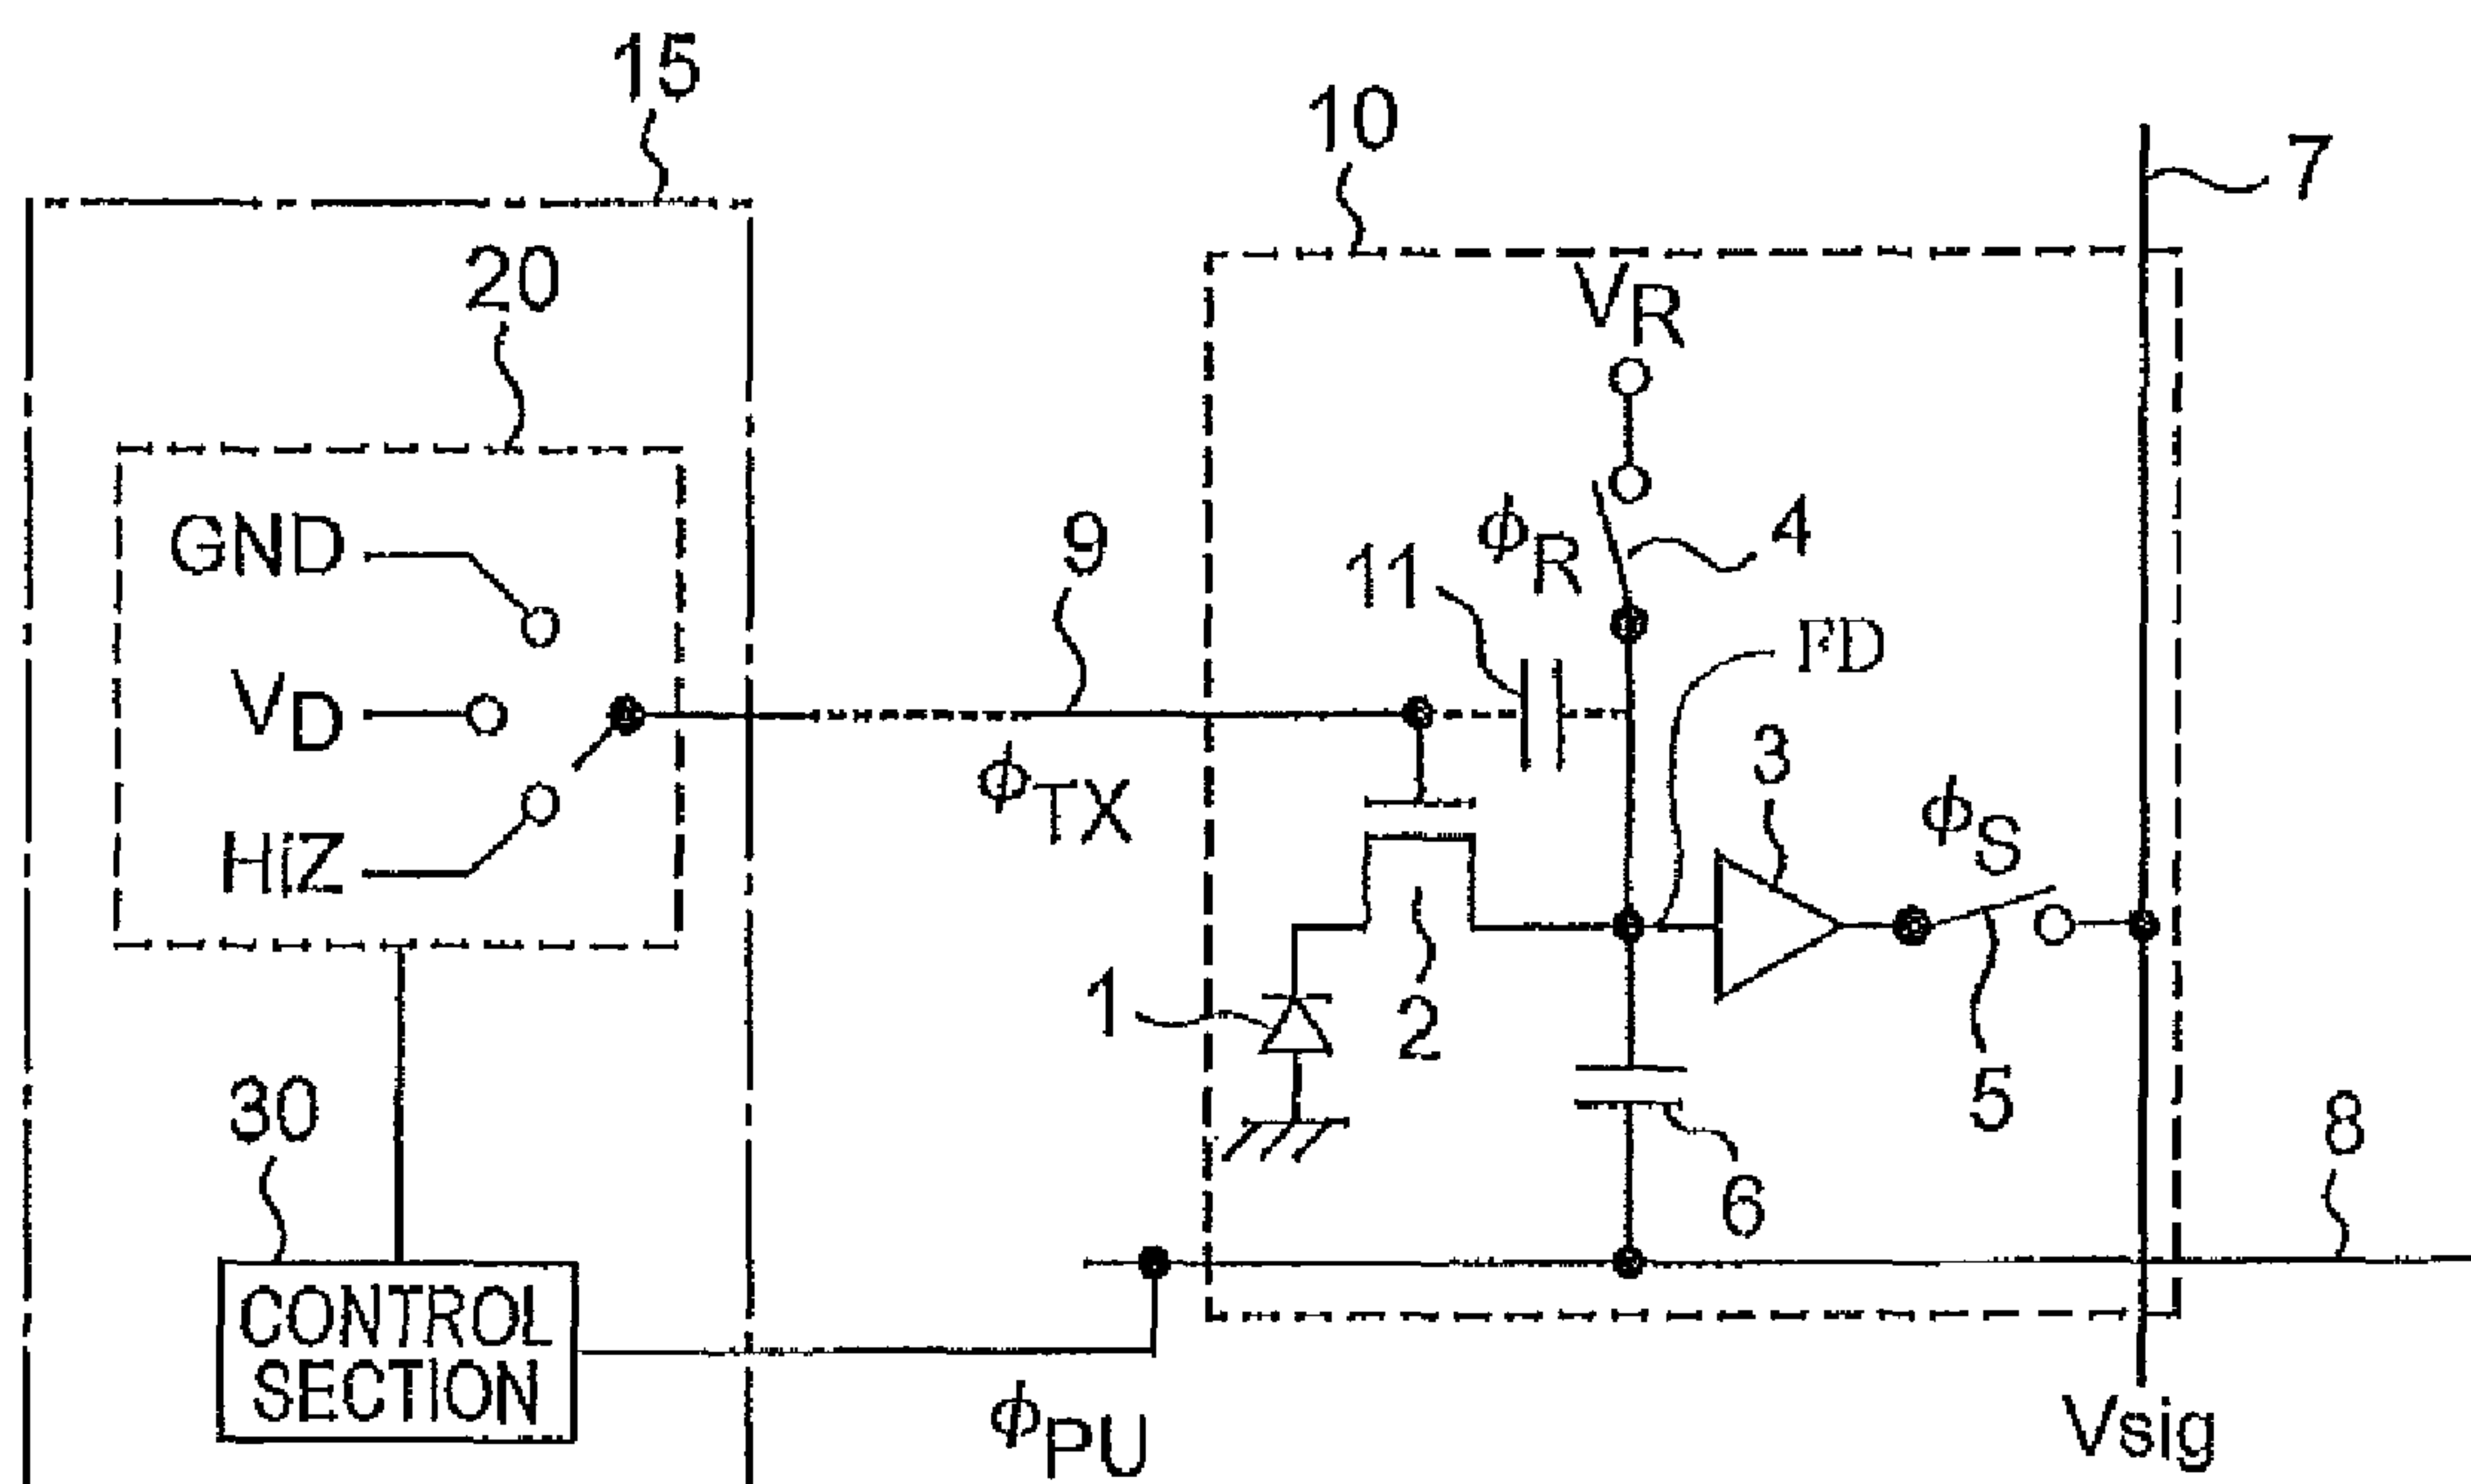 15
10
7
20
VR
GND
9
11
ϕR
4
FD
VD
ϕTX
3
ϕS
HiZ
1
2
5
30
6
8
CONTROL
SECTION
ϕPU
Vsig